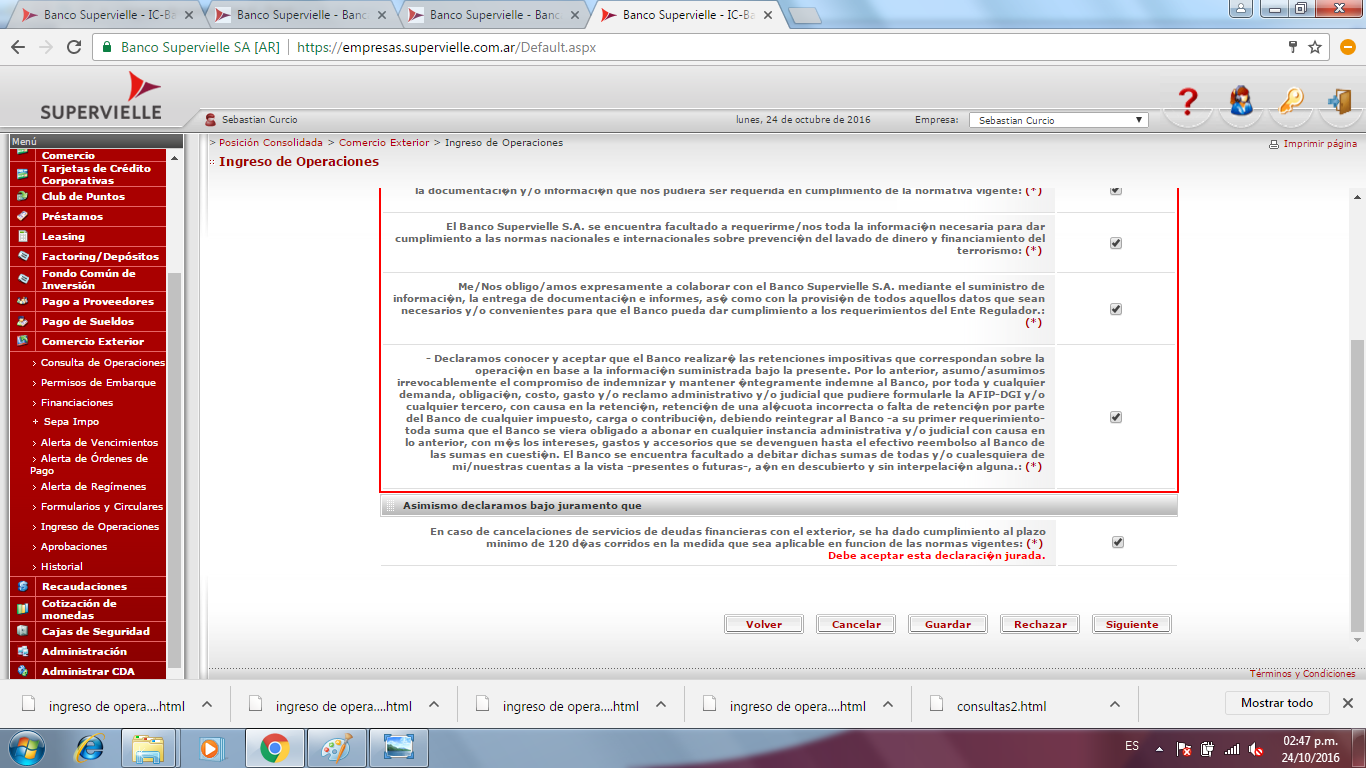 Banco Supervielle - IC-Ba
Banco Supervielle - Banc
Banco Supervielle - Banc
Banco Supervielle - IC-Ba
Banco Supervielle SA [AR]
https://empresas.supervielle.com.ar/Default.aspx
SUPERVIELLE
Sebastian Curcio
lunes, 24 de octubre de 2016
Empresa:
Sebastian Curcio
Menú
Comercio
Tarjetas de Crédito
Corporativas
Club de Puntos
Préstamos
Leasing
Factoring/Depósitos
Fondo Común de
Inversión
Pago a Proveedores
Pago de Sueldos
Comercio Exterior
› Consulta de Operaciones
› Permisos de Embarque
› Financiaciones
+ Sepa Impo
› Alerta de Vencimientos
› Alerta de Órdenes de
Pago
› Alerta de Regímenes
› Formularios y Circulares
› Ingreso de Operaciones
› Aprobaciones
› Historial
Recaudaciones
Cotización de
monedas
Cajas de Seguridad
Administración
Administrar CDA
> Posición Consolidada > Comercio Exterior > Ingreso de Operaciones
Imprimir página
Ingreso de Operaciones
la documentaci�n y/o informaci�n que nos pudiera ser requerida en cumplimiento de la normativa vigente: (*)
El Banco Supervielle S.A. se encuentra facultado a requerirme/nos toda la informaci�n necesaria para dar
cumplimiento a las normas nacionales e internacionales sobre prevenci�n del lavado de dinero y financiamiento del
terrorismo: (*)
Me/Nos obligo/amos expresamente a colaborar con el Banco Supervielle S.A. mediante el suministro de
informaci�n, la entrega de documentaci�n e informes, as� como con la provisi�n de todos aquellos datos que sean
necesarios y/o convenientes para que el Banco pueda dar cumplimiento a los requerimientos del Ente Regulador.:
(*)
- Declaramos conocer y aceptar que el Banco realizar� las retenciones impositivas que correspondan sobre la
operaci�n en base a la informaci�n suministrada bajo la presente. Por lo anterior, asumo/asumimos
irrevocablemente el compromiso de indemnizar y mantener �ntegramente indemne al Banco, por toda y cualquier
demanda, obligaci�n, costo, gasto y/o reclamo administrativo y/o judicial que pudiere formularle la AFIP-DGI y/o
cualquier tercero, con causa en la retenci�n, retenci�n de una al�cuota incorrecta o falta de retenci�n por parte
del Banco de cualquier impuesto, carga o contribuci�n, debiendo reintegrar al Banco -a su primer requerimiento-
toda suma que el Banco se viera obligado a abonar en cualquier instancia administrativa y/o judicial con causa en
lo anterior, con m�s los intereses, gastos y accesorios que se devenguen hasta el efectivo reembolso al Banco de
las sumas en cuesti�n. El Banco se encuentra facultado a debitar dichas sumas de todas y/o cualesquiera de
mi/nuestras cuentas a la vista -presentes o futuras-, a�n en descubierto y sin interpelaci�n alguna.: (*)
Asimismo declaramos bajo juramento que
En caso de cancelaciones de servicios de deudas financieras con el exterior, se ha dado cumplimiento al plazo
minimo de 120 d�as corridos en la medida que sea aplicable en funcion de las normas vigentes: (*)
Debe aceptar esta declaraci�n jurada.
Volver
Cancelar
Guardar
Rechazar
Siguiente
Términos y Condiciones
ingreso de opera....html
ingreso de opera....html
ingreso de opera....html
ingreso de opera....html
consultas2.html
Mostrar todo
ES
02:47 p.m.
24/10/2016